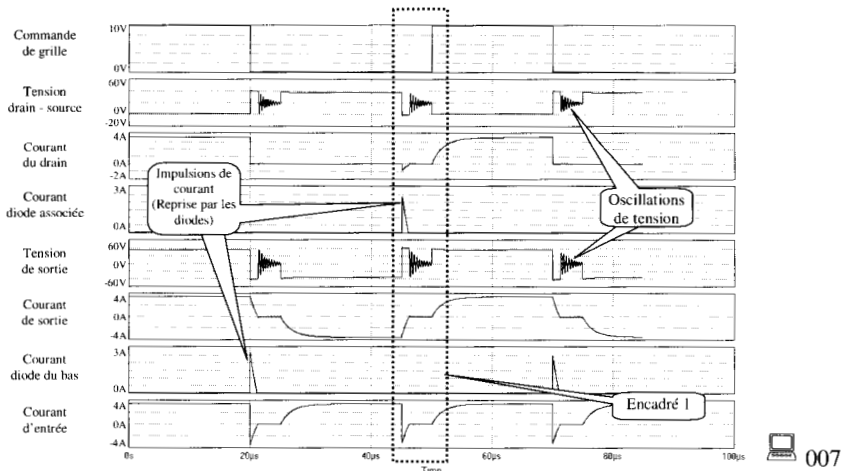 Commande
de grille
10V
0V
Tension
drain - source
60V
0V
-20V
Courant
du drain
4A
0A
-2A
Impulsions de
courant
(Reprise par les
diodes)
Courant
diode associée
3A
0A
Oscillations
de tension
Tension
de sortie
60V
0V
-60V
Courant
de sortie
4A
0A
-4A
Courant
diode du bas
3A
0A
Encadré 1
Courant
d'entrée
4A
0A
-4A
0s
20µs
40µs
60µs
80µs
100µs
Time
007